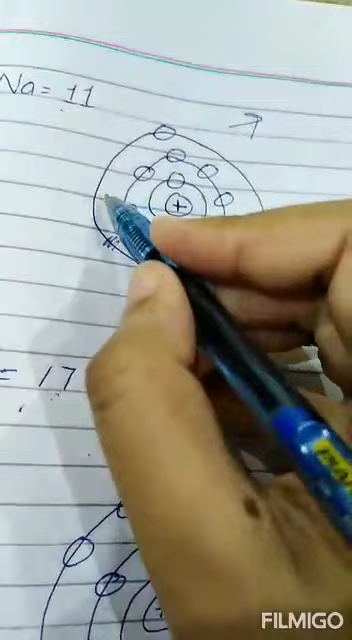 Na = 11
+
= 17
+
FILMIGO